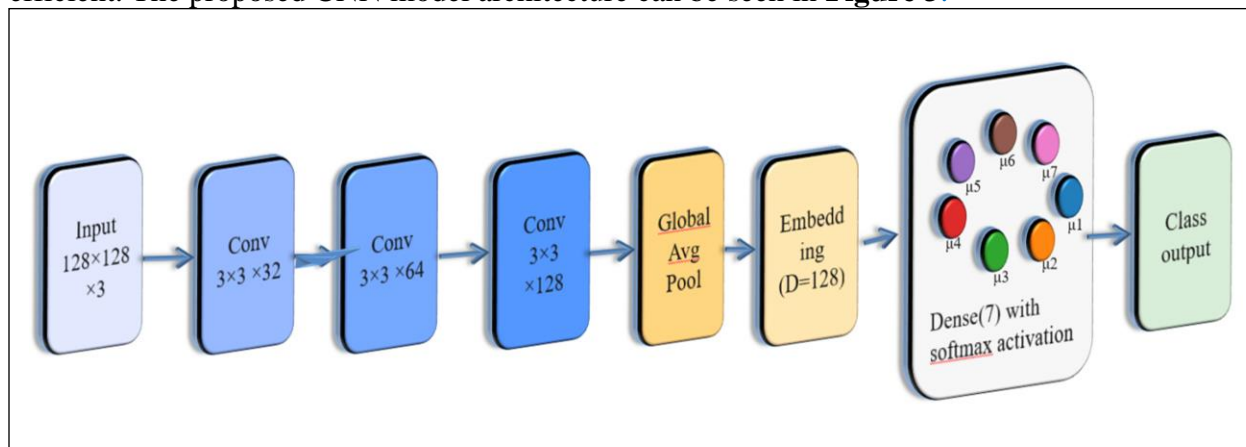 efficient. The proposed CNN model architecture can be seen in Figure 3.
Input
128×128
×3
Conv
3×3 ×32
Conv
3×3 ×64
Conv
3×3
×128
Global
Avg
Pool
Embedd
ing
(D=128)
µ6
µ7
µ5
µ1
µ4
µ2
µ3
Dense(7) with
softmax activation
Class
output